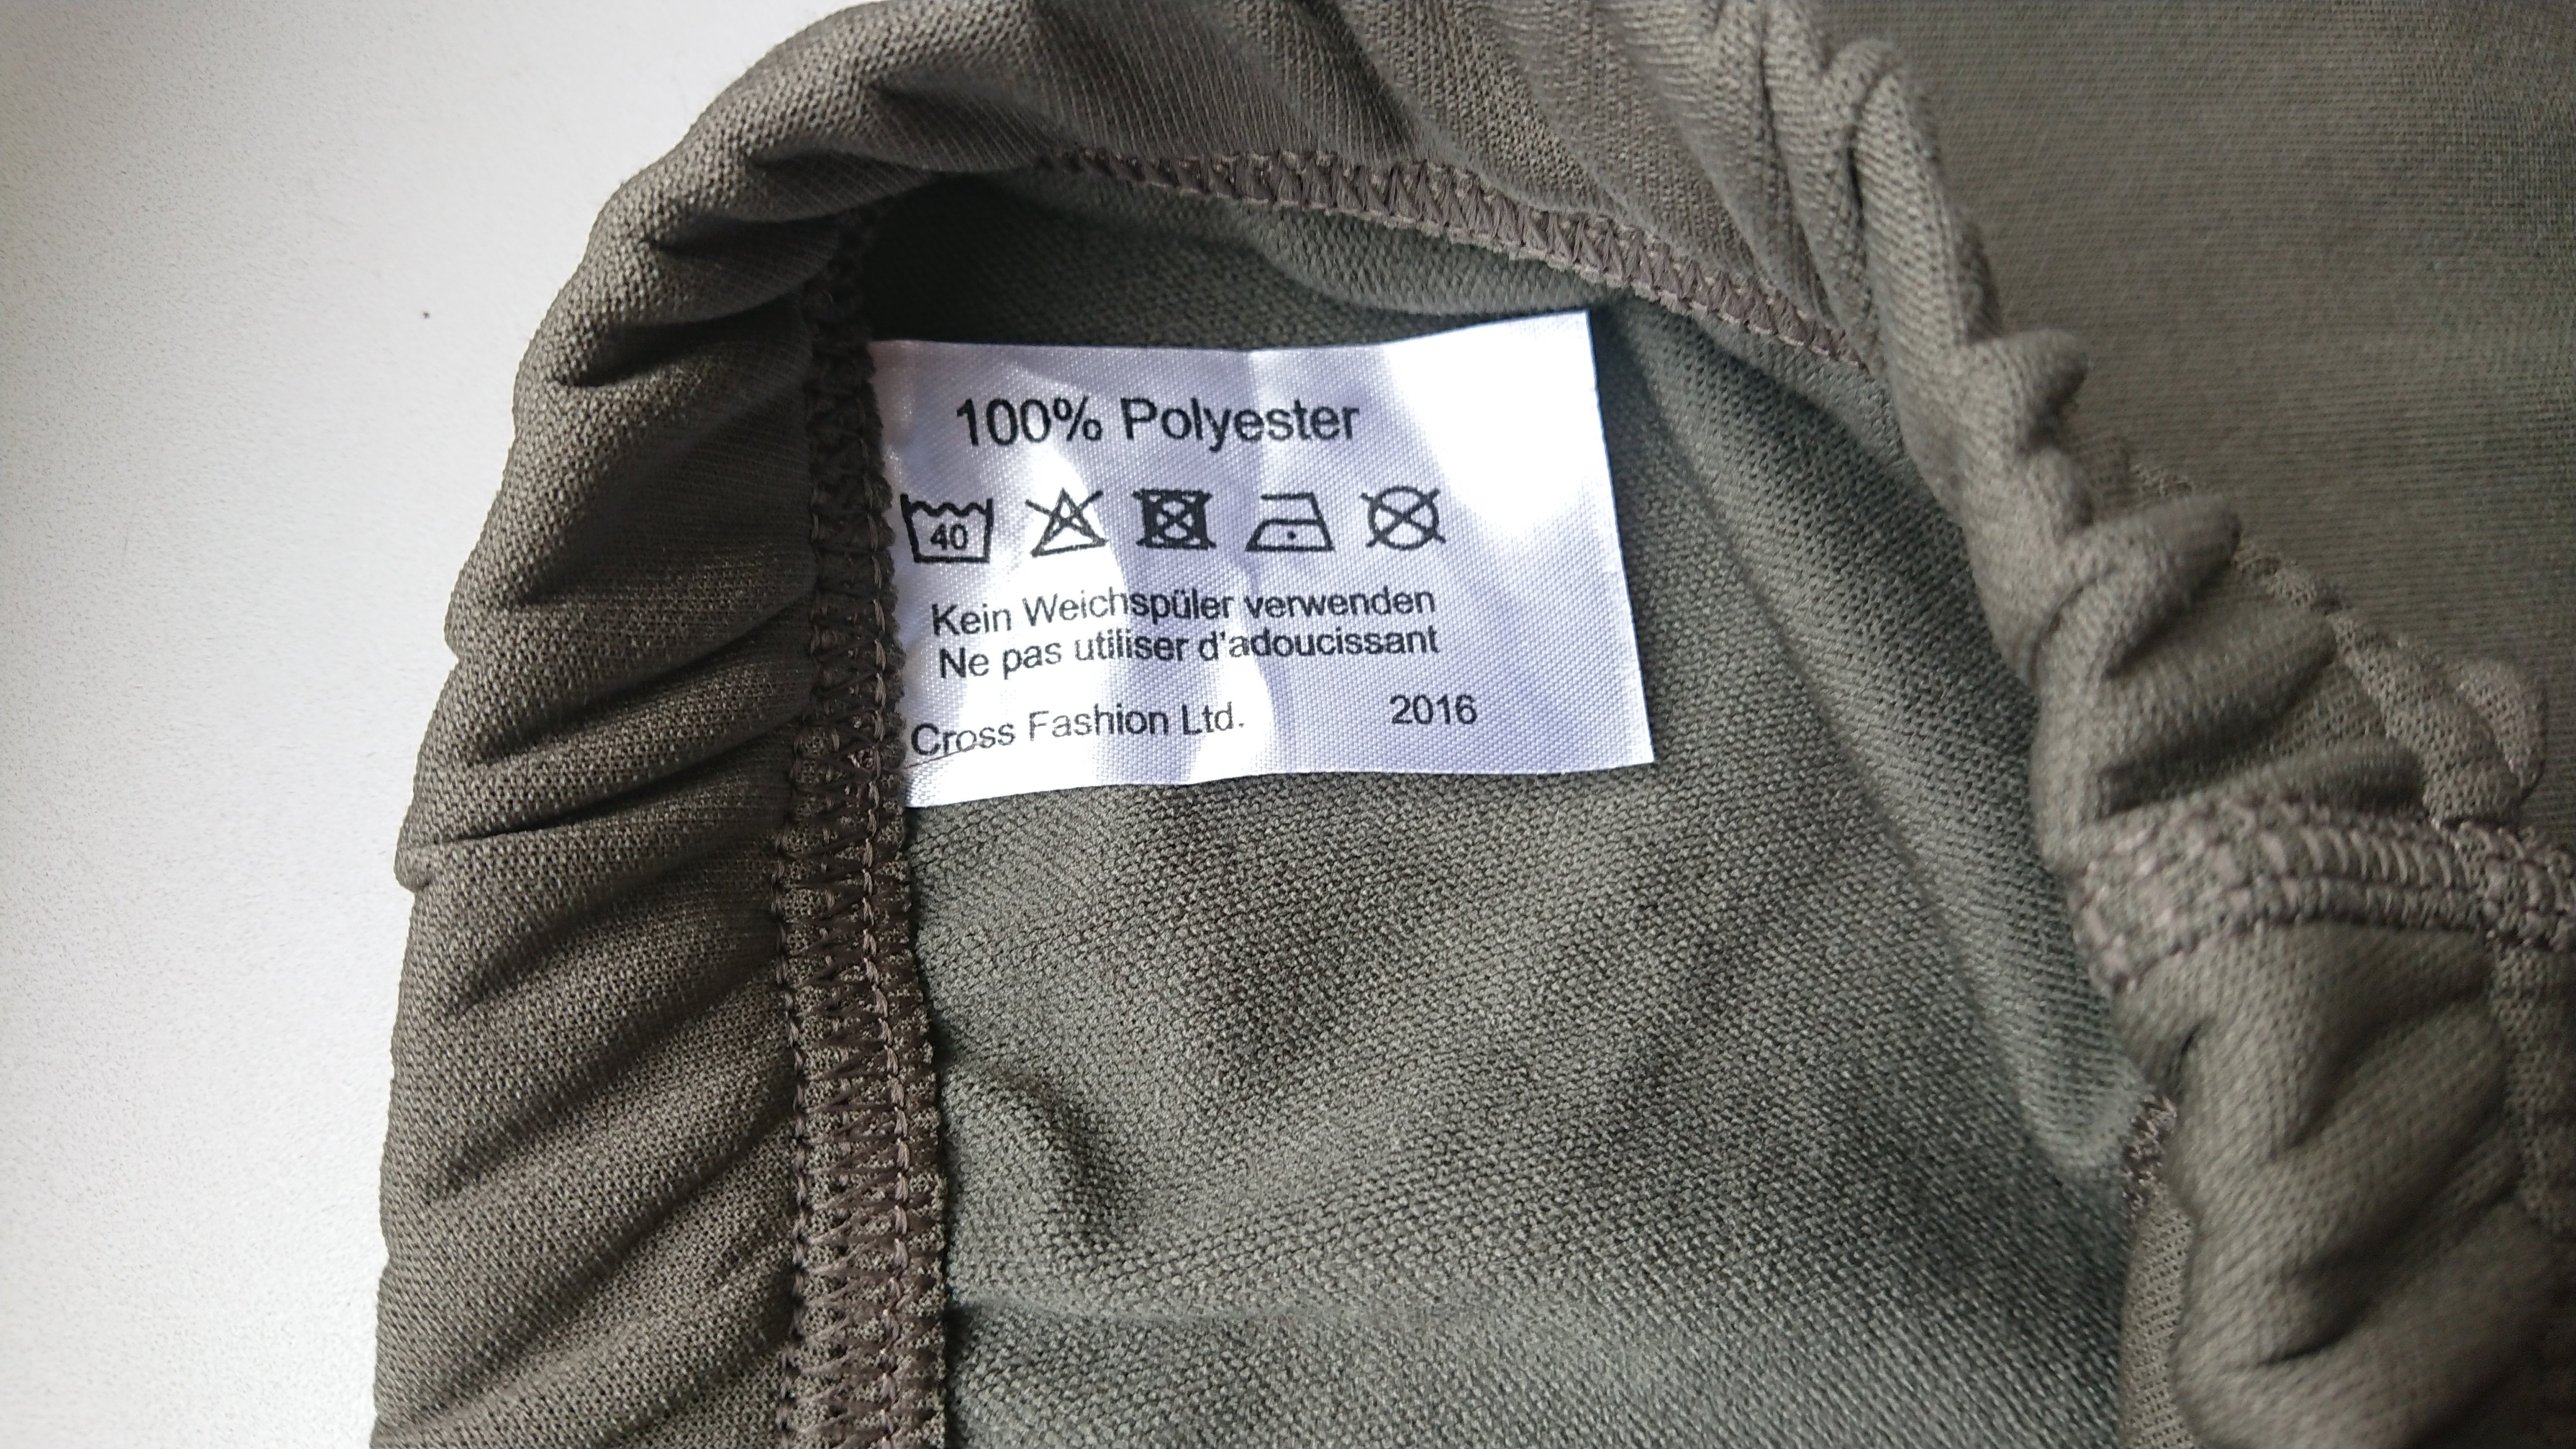 100% Polyester
40
Kein Weichspüler verwenden
Ne pas utiliser d'adoucissant
Cross Fashion Ltd. 2016